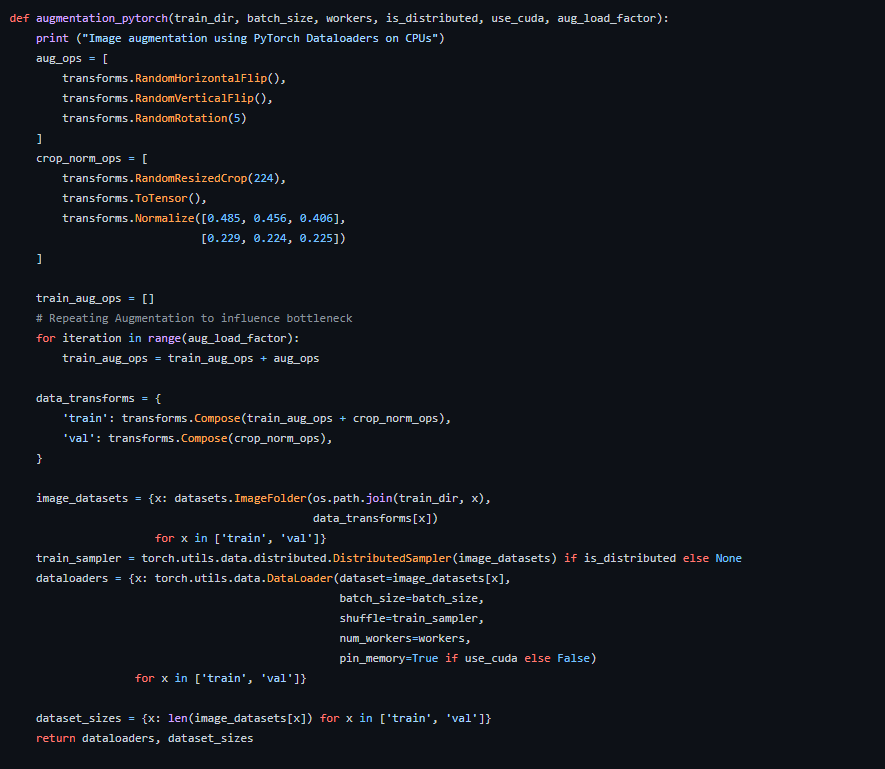 def augmentation_pytorch(train_dir, batch_size, workers, is_distributed, use_cuda, aug_load_factor):
    print ("Image augmentation using PyTorch Dataloaders on CPUs")
    aug_ops = [
        transforms.RandomHorizontalFlip(),
        transforms.RandomVerticalFlip(),
        transforms.RandomRotation(5)
    ]
    crop_norm_ops = [
        transforms.RandomResizedCrop(224),
        transforms.ToTensor(),
        transforms.Normalize([0.485, 0.456, 0.406],
                             [0.229, 0.224, 0.225])
    ]

    train_aug_ops = []
    # Repeating Augmentation to influence bottleneck
    for iteration in range(aug_load_factor):
        train_aug_ops = train_aug_ops + aug_ops

    data_transforms = {
        'train': transforms.Compose(train_aug_ops + crop_norm_ops),
        'val': transforms.Compose(crop_norm_ops),
    }

    image_datasets = {x: datasets.ImageFolder(os.path.join(train_dir, x),
                                          data_transforms[x])
                      for x in ['train', 'val']}
    train_sampler = torch.utils.data.distributed.DistributedSampler(image_datasets) if is_distributed else None
    dataloaders = {x: torch.utils.data.DataLoader(dataset=image_datasets[x],
                                                  batch_size=batch_size,
                                                  shuffle=train_sampler,
                                                  num_workers=workers,
                                                  pin_memory=True if use_cuda else False)
                   for x in ['train', 'val']}

    dataset_sizes = {x: len(image_datasets[x]) for x in ['train', 'val']}
    return dataloaders, dataset_sizes